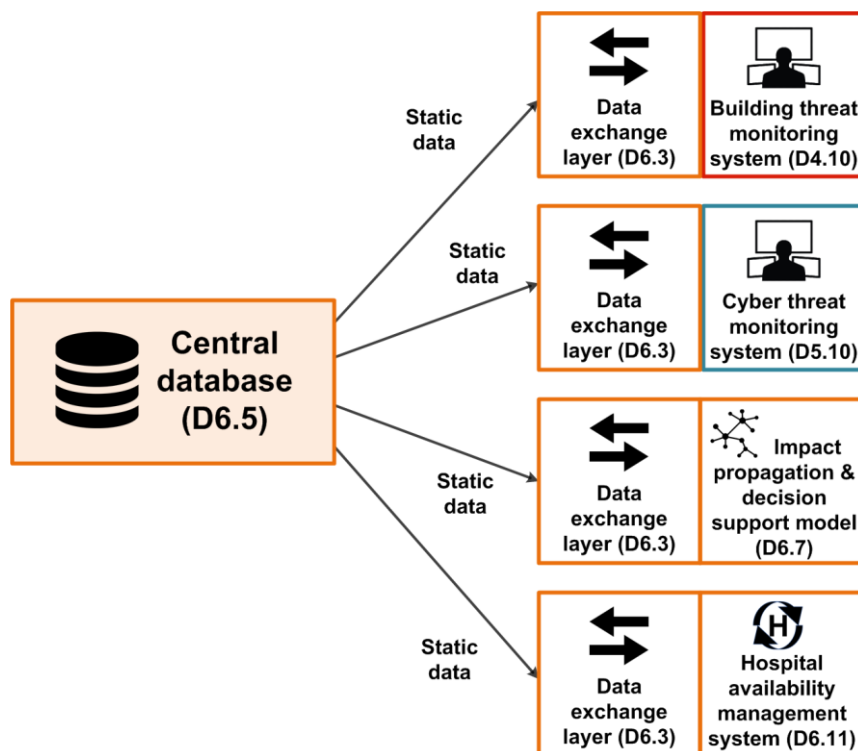 Static
data
Data
exchange
layer (D6.3)
Building threat
monitoring
system (D4.10)
Static
data
Data
exchange
layer (D6.3)
Cyber threat
monitoring
system (D5.10)
Central
database
(D6.5)
Static
data
Data
exchange
layer (D6.3)
Impact
propagation &
decision
support model
(D6.7)
Static
data
Data
exchange
layer (D6.3)
H
Hospital
availability
management
system (D6.11)